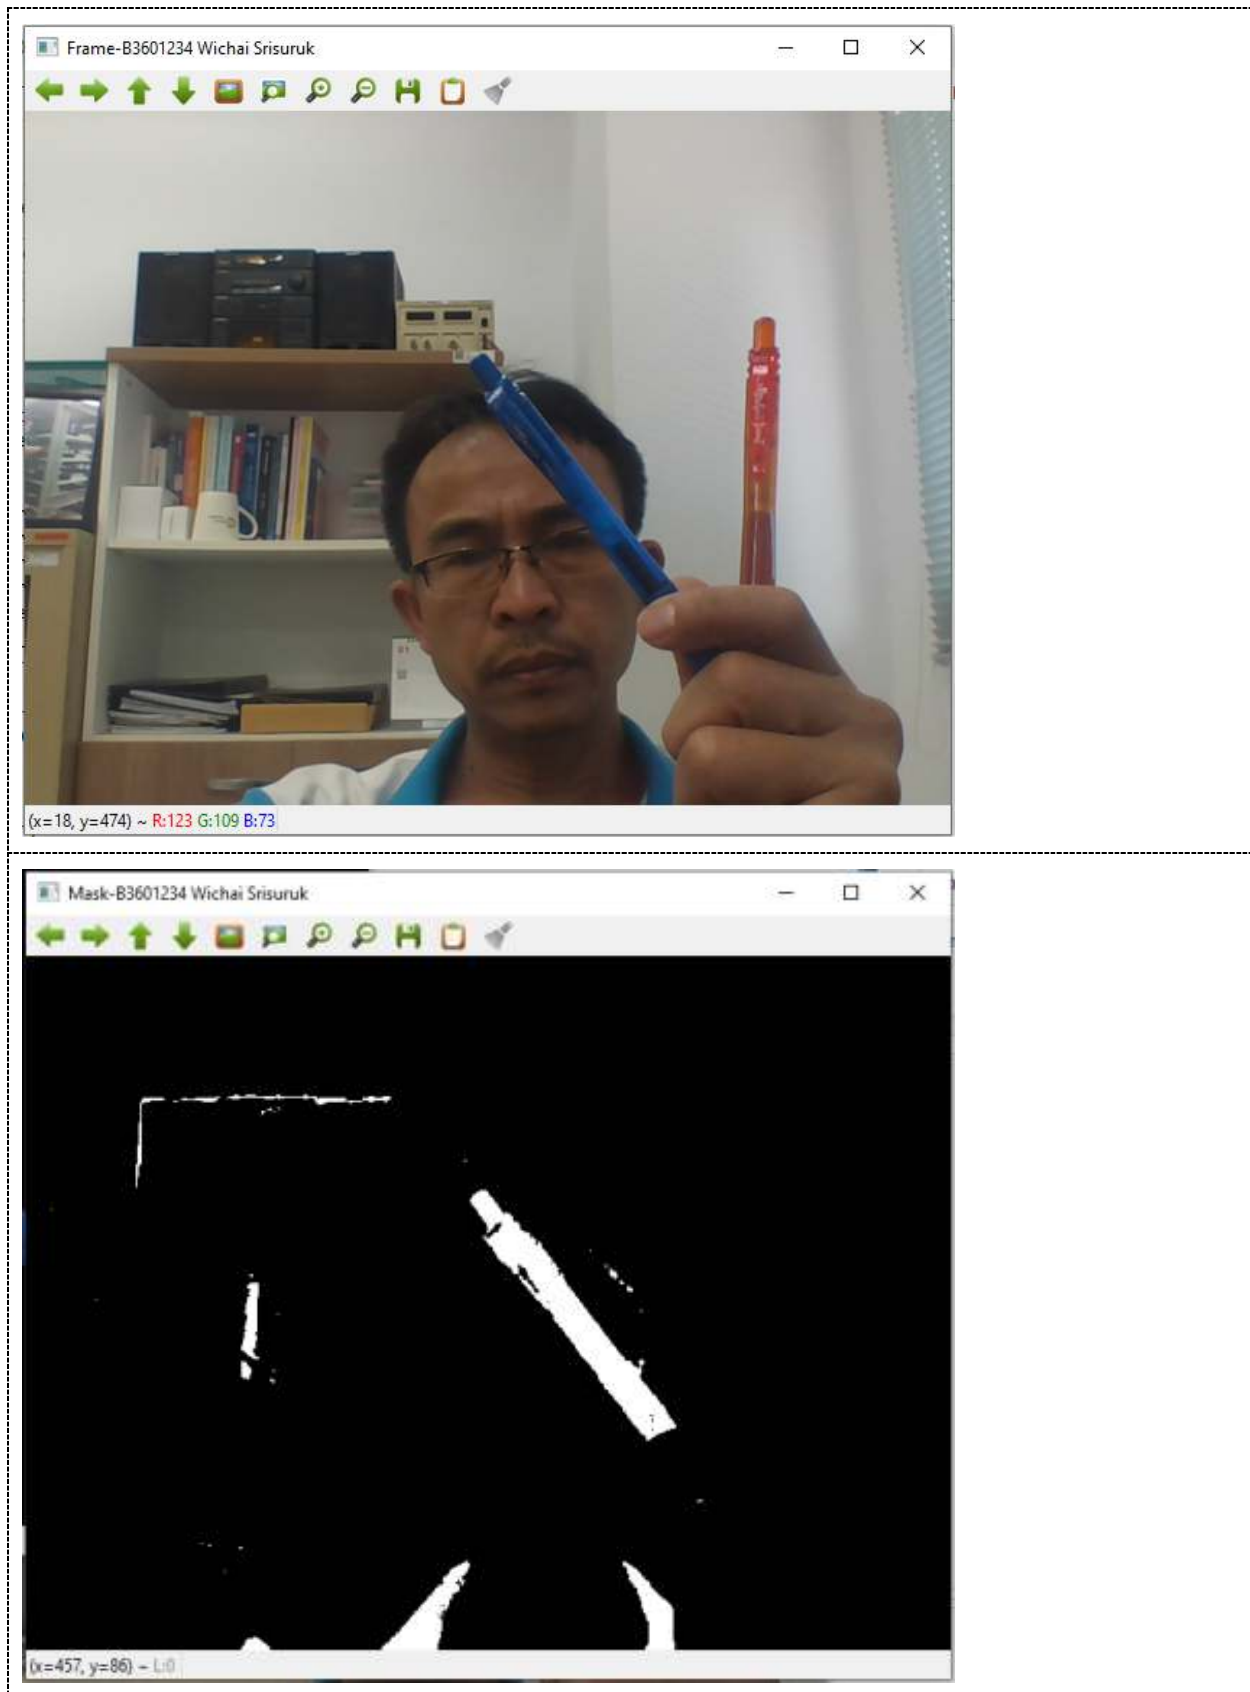 Frame-B3601234 Wichai Srisuruk
(x=18, y=474) ~ R:123 G:109 B:73
Mask-B3601234 Wichai Srisuruk
(x=457, y=86) ~ L:0